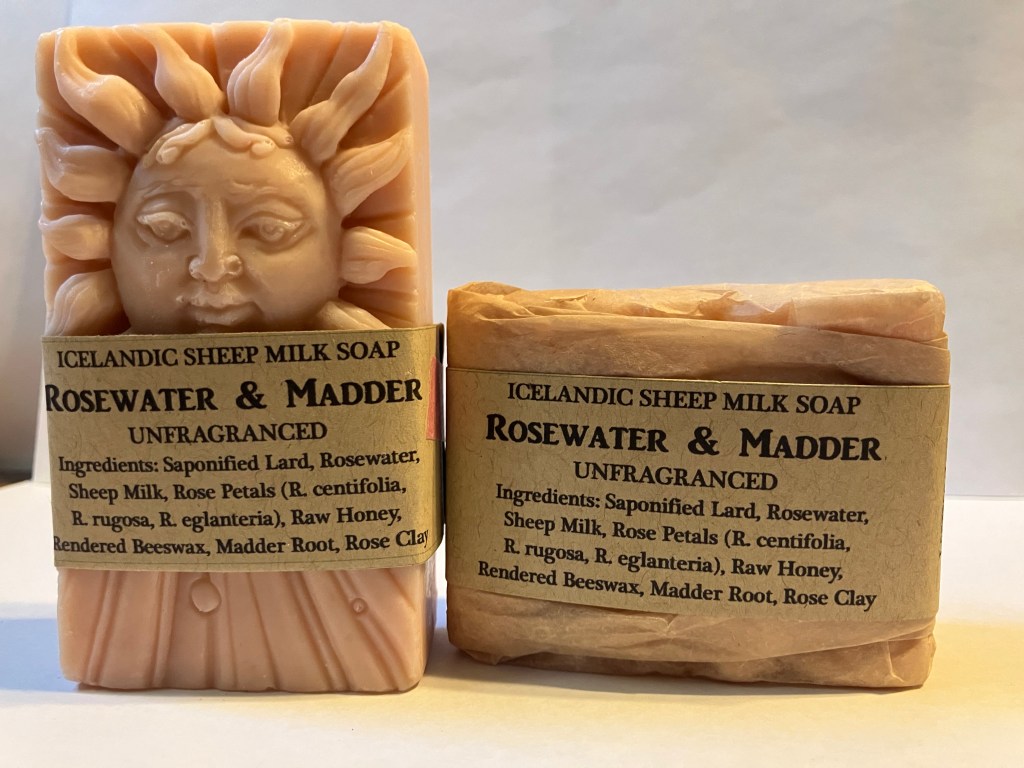 ICELANDIC SHEEP MILK SOAP
ROSEWATER & MADDER
UNFRAGRANCED
Ingredients: Saponified Lard, Rosewater,
Sheep Milk, Rose Petals (R. centifolia,
R. rugosa, R. eglanteria), Raw Honey,
Rendered Beeswax, Madder Root, Rose Clay
ICELANDIC SHEEP MILK SOAP
ROSEWATER & MADDER
UNFRAGRANCED
Ingredients: Saponified Lard, Rosewater,
Sheep Milk, Rose Petals (R. centifolia,
R. rugosa, R. eglanteria), Raw Honey,
Rendered Beeswax, Madder Root, Rose Clay